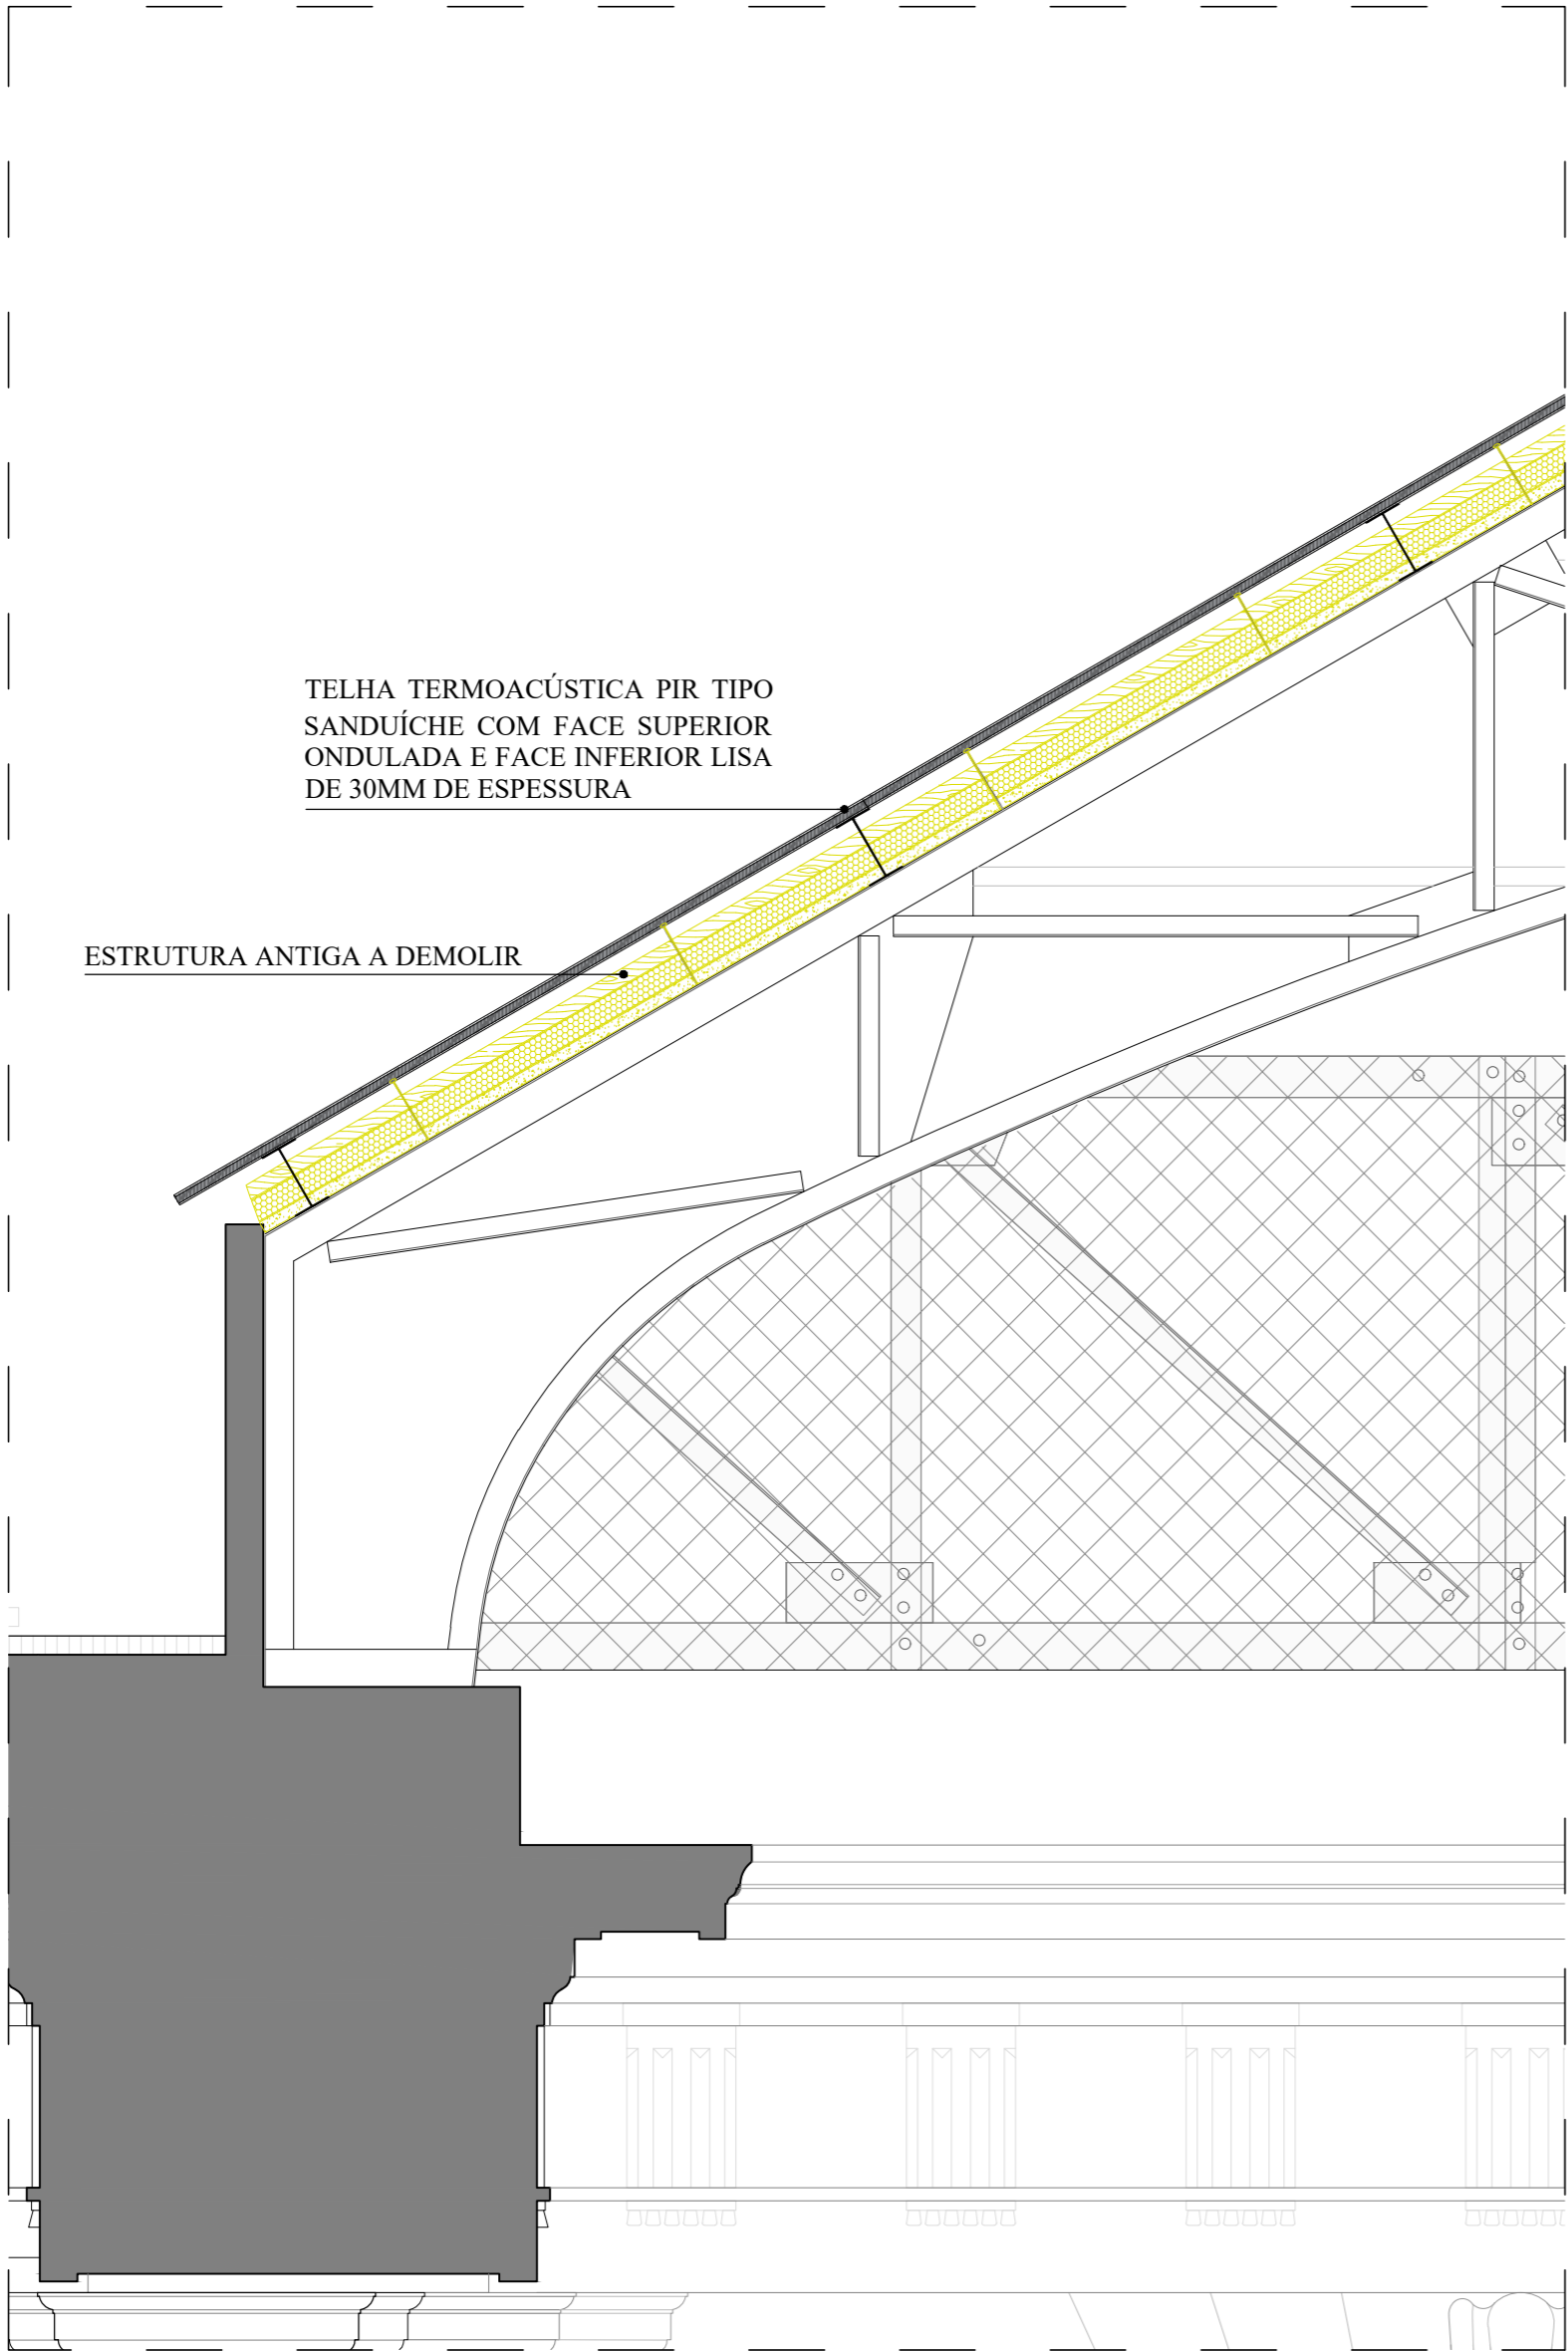 TELHA TERMOACÚSTICA PIR TIPO
SANDUÍCHE COM FACE SUPERIOR
ONDULADA E FACE INFERIOR LISA
DE 30MM DE ESPESSURA
ESTRUTURA ANTIGA A DEMOLIR